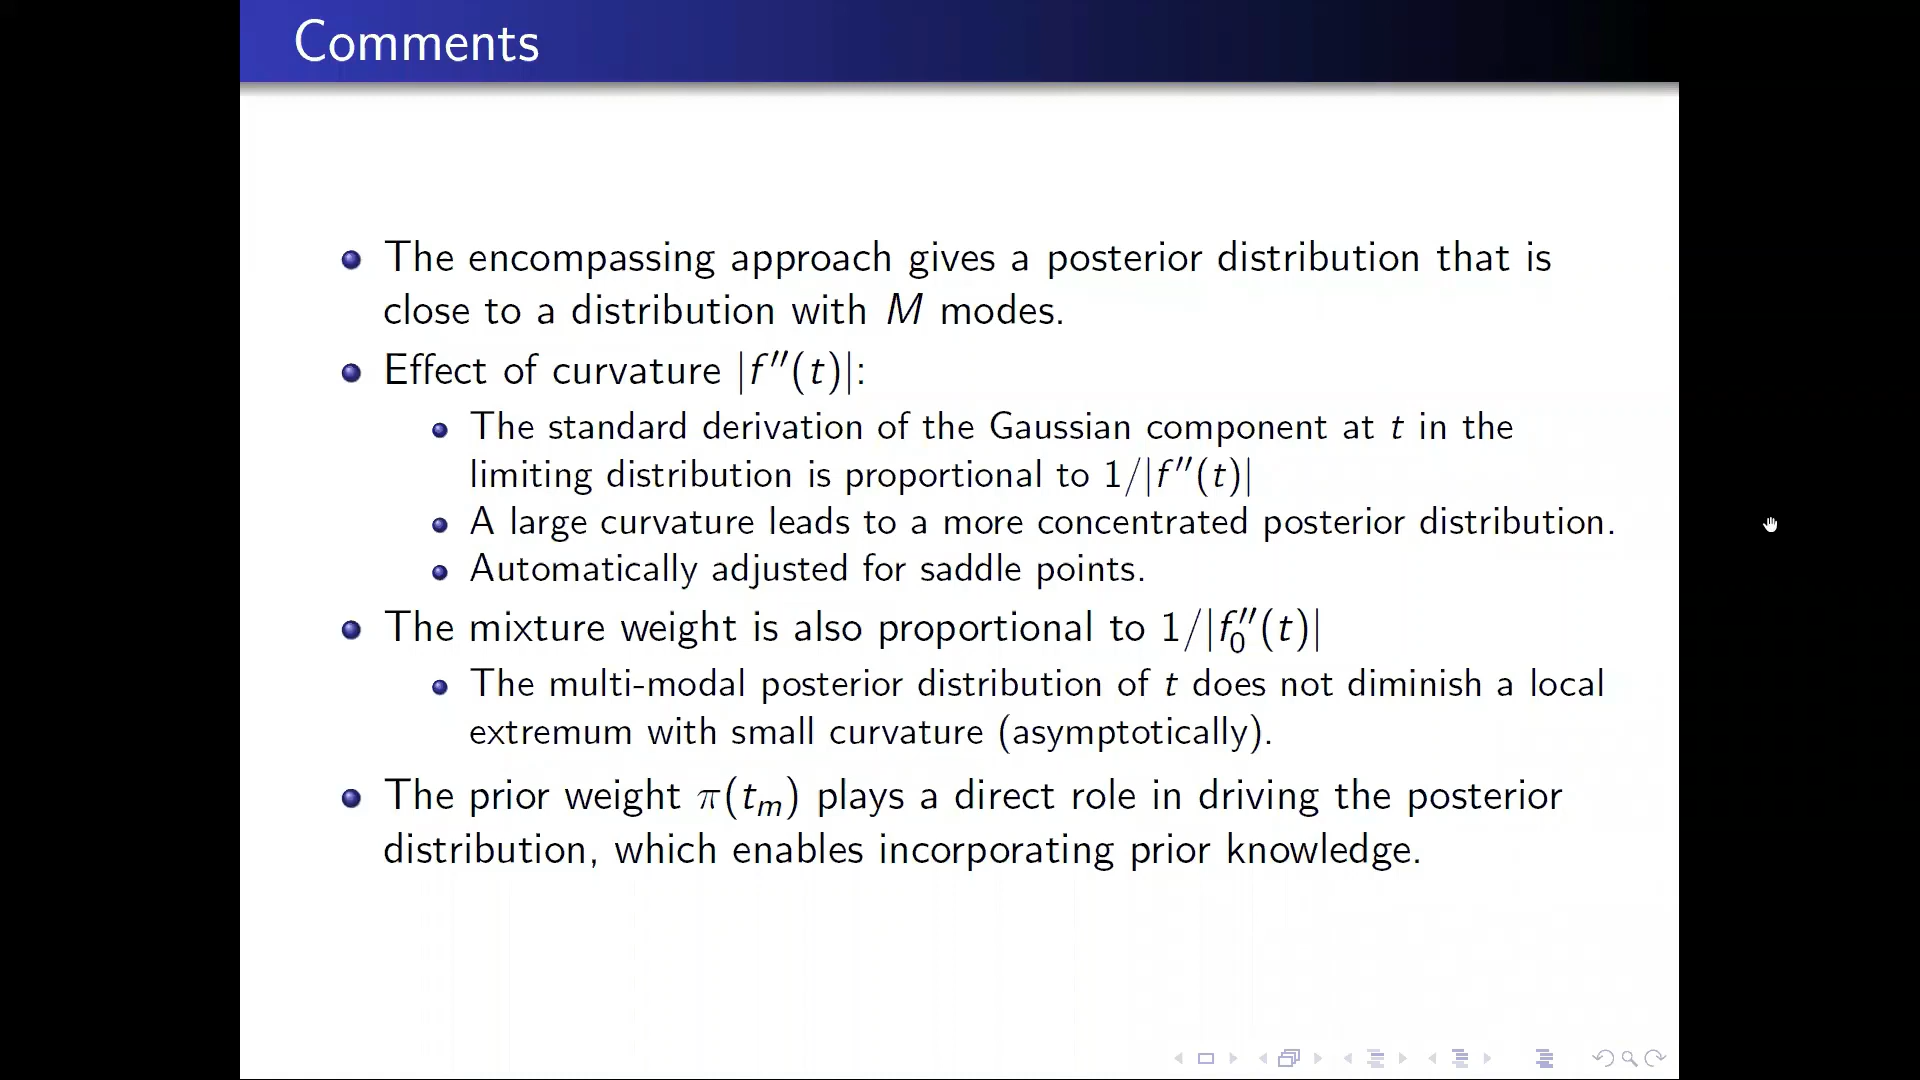 Comments
The encompassing approach gives a posterior distribution that is
close to a distribution with M modes.
Effect of curvature |f″(t)|:
The standard derivation of the Gaussian component at t in the
limiting distribution is proportional to 1/|f″(t)|
A large curvature leads to a more concentrated posterior distribution.
Automatically adjusted for saddle points.
The mixture weight is also proportional to 1/|f₀″(t)|
The multi-modal posterior distribution of t does not diminish a local
extremum with small curvature (asymptotically).
The prior weight π(tₘ) plays a direct role in driving the posterior
distribution, which enables incorporating prior knowledge.